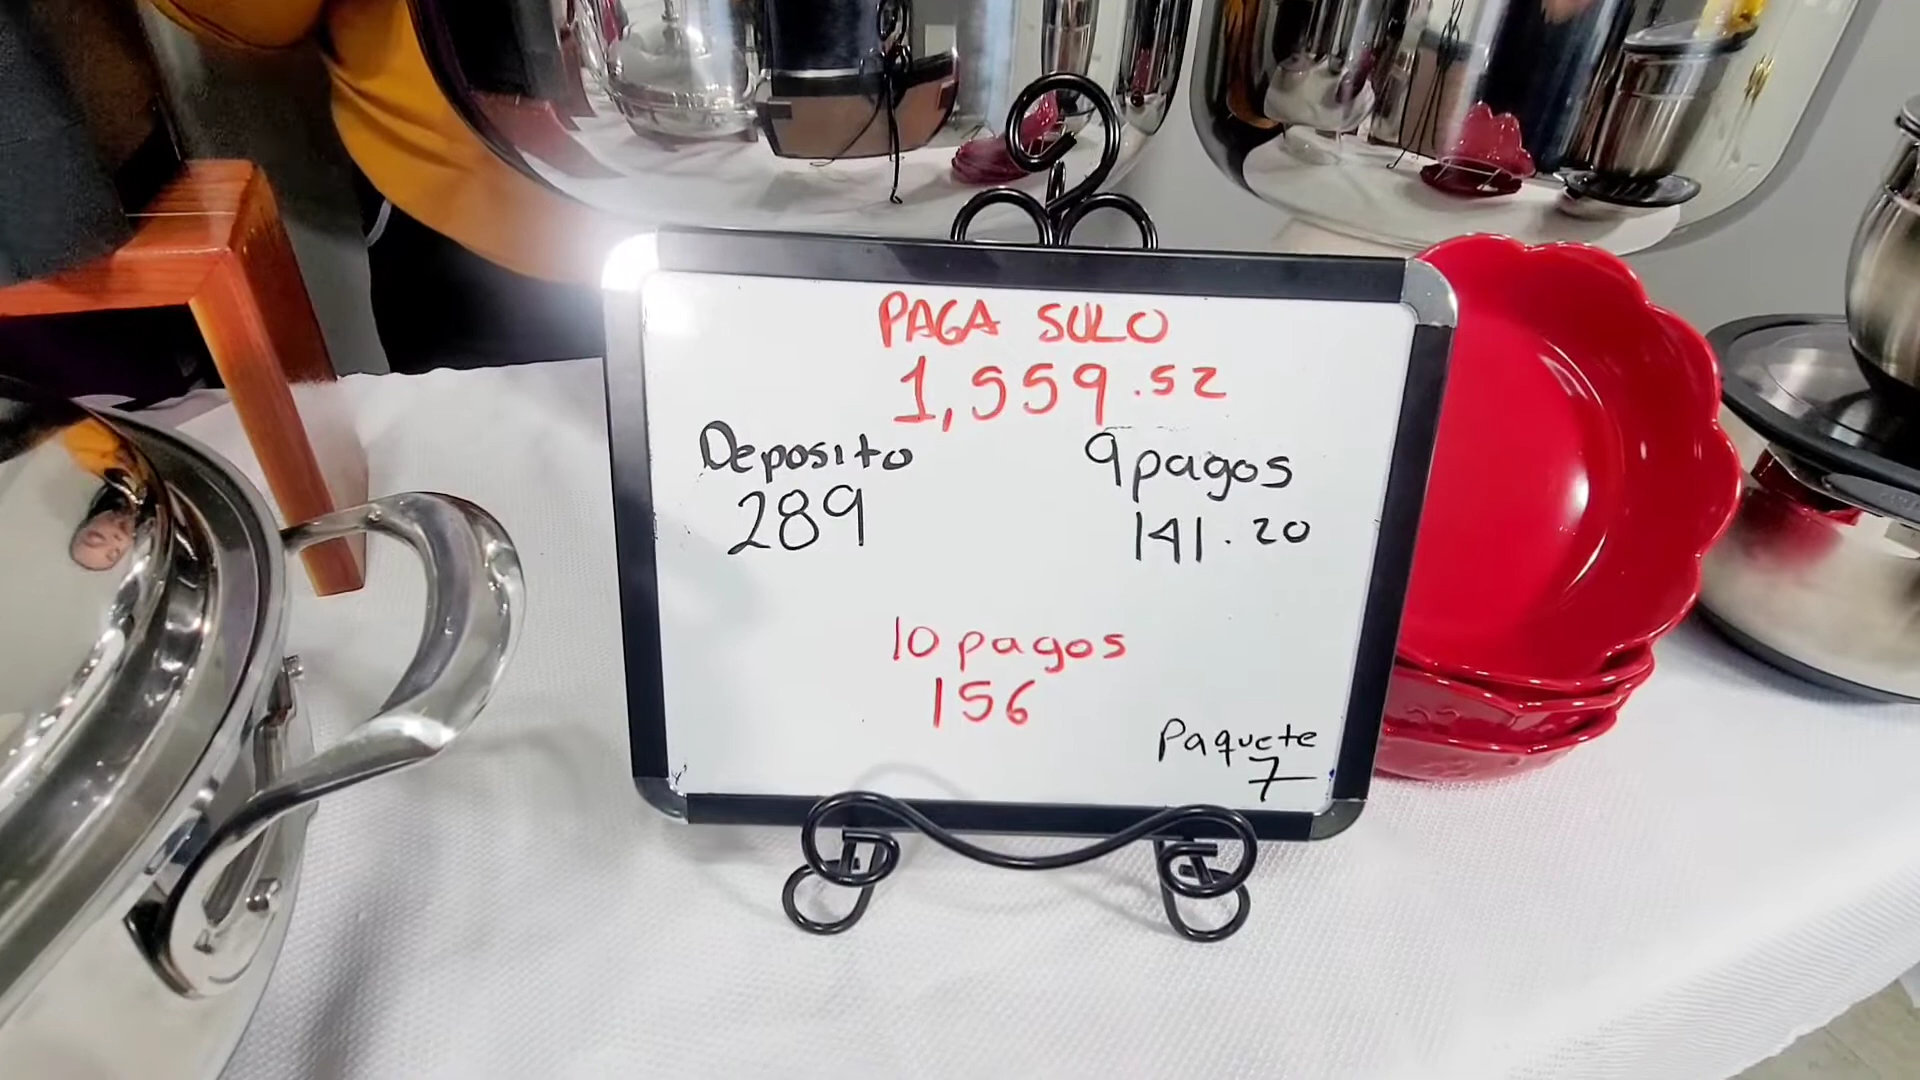 PAGA SOLO
1,559.52
Deposito
289
9 pagos
141.20
10 pagos
156
Paquete
7